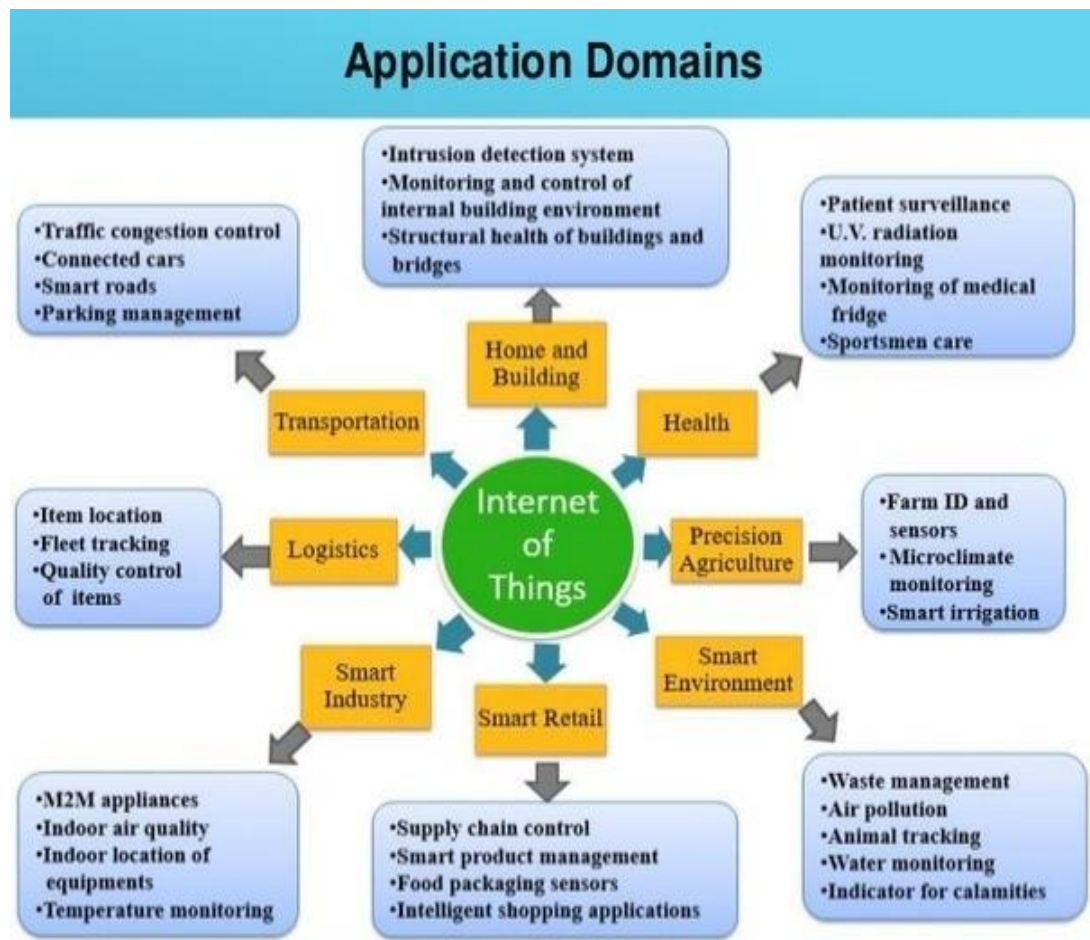 Application Domains
•Intrusion detection system
•Monitoring and control of
internal building environment
•Structural health of buildings and
bridges
•Traffic congestion control
•Connected cars
•Smart roads
•Parking management
•Patient surveillance
•U.V. radiation
monitoring
•Monitoring of medical
fridge
•Sportsmen care
Home and
Building
Transportation
Health
Internet
of
Things
•Item location
•Fleet tracking
•Quality control
of items
Logistics
Precision
Agriculture
•Farm ID and
sensors
•Microclimate
monitoring
•Smart irrigation
Smart
Industry
Smart Retail
Smart
Environment
•M2M appliances
•Indoor air quality
•Indoor location of
equipments
•Temperature monitoring
•Supply chain control
•Smart product management
•Food packaging sensors
•Intelligent shopping applications
•Waste management
•Air pollution
•Animal tracking
•Water monitoring
•Indicator for calamities